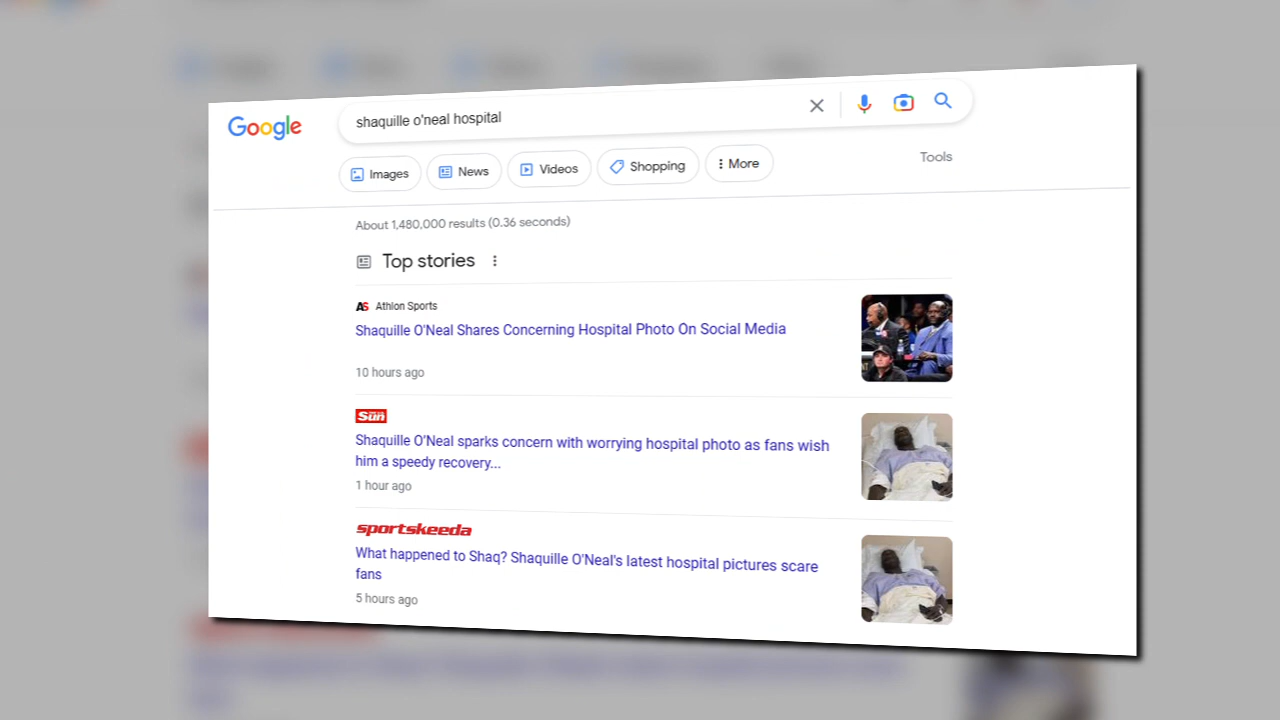 Google
shaquille o'neal hospital
Images
News
Videos
Shopping
More
Tools
About 1,480,000 results (0.36 seconds)
Top stories
AS Athlon Sports
Shaquille O'Neal Shares Concerning Hospital Photo On Social Media
10 hours ago
Sun
Shaquille O'Neal sparks concern with worrying hospital photo as fans wish
him a speedy recovery...
1 hour ago
sportskeeda
What happened to Shaq? Shaquille O'Neal's latest hospital pictures scare
fans
5 hours ago